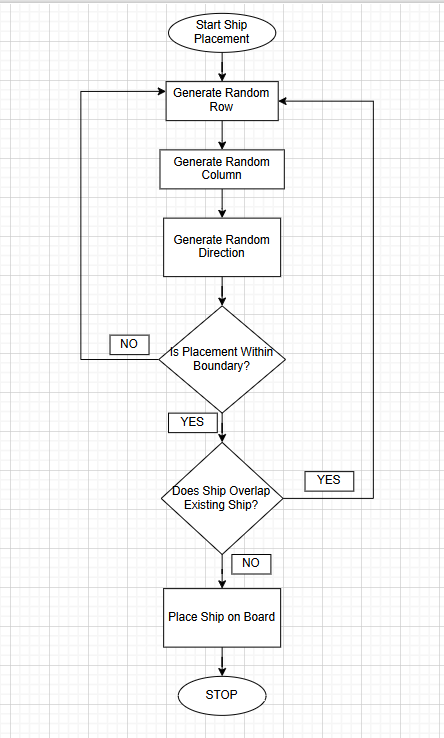 Start Ship
Placement
Generate Random
Row
Generate Random
Column
Generate Random
Direction
Is Placement Within
Boundary?
NO
YES
Does Ship Overlap
Existing Ship?
YES
NO
Place Ship on Board
STOP